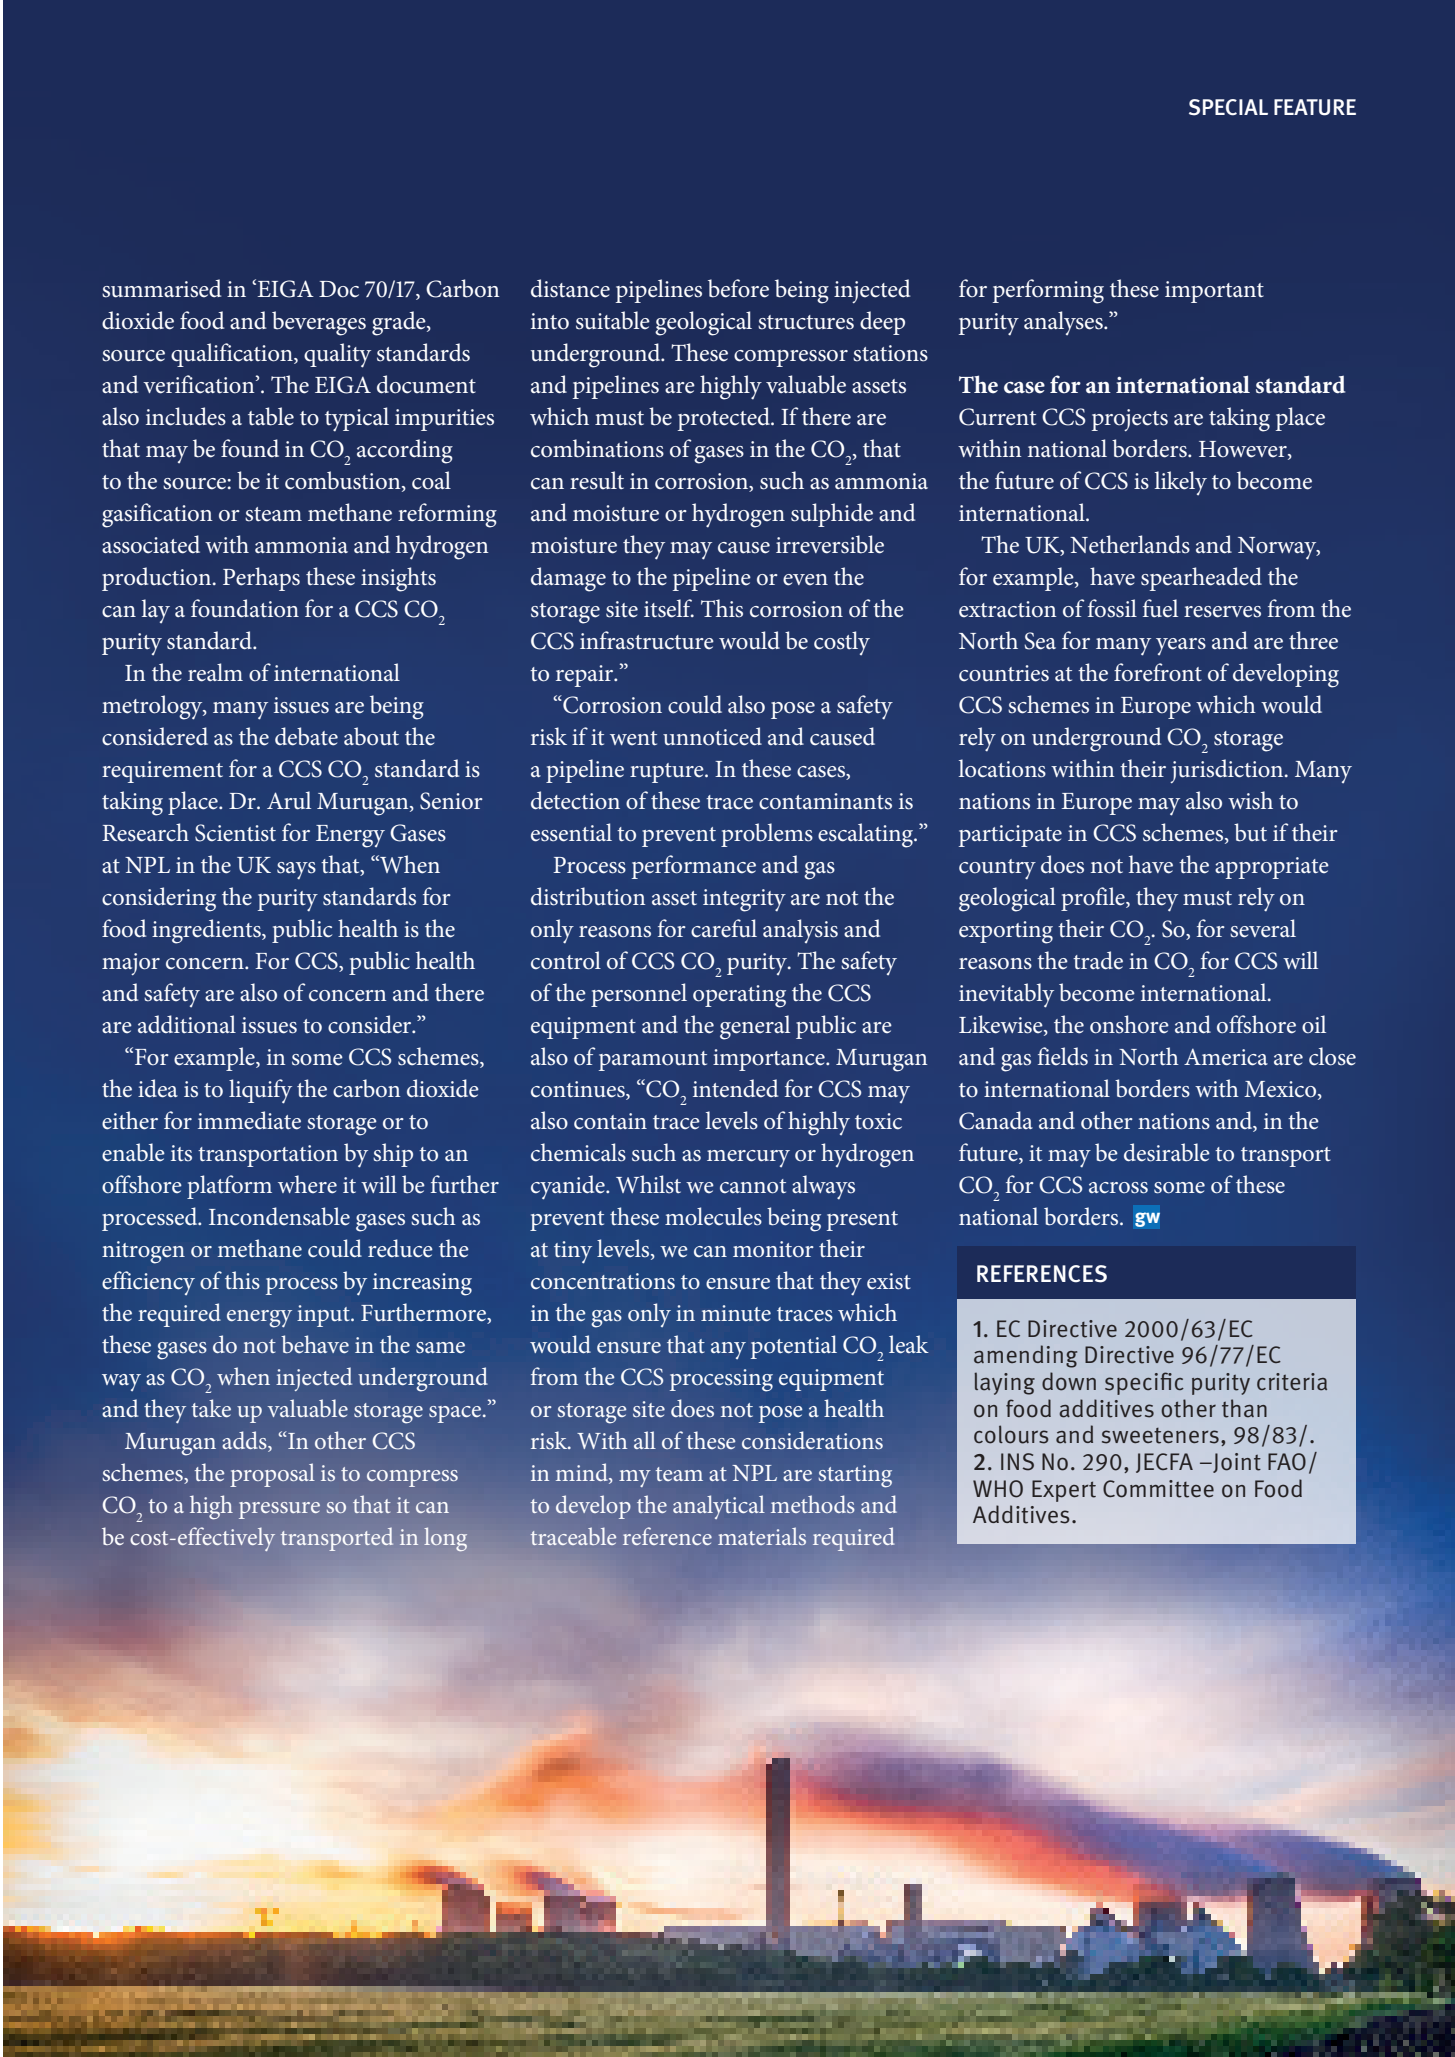 SPECIAL FEATURE
summarised in ‘EIGA Doc 70/17, Carbon
dioxide food and beverages grade,
source qualification, quality standards
and verification’. The EIGA document
also includes a table to typical impurities
that may be found in CO₂ according
to the source: be it combustion, coal
gasification or steam methane reforming
associated with ammonia and hydrogen
production. Perhaps these insights
can lay a foundation for a CCS CO₂
purity standard.
In the realm of international
metrology, many issues are being
considered as the debate about the
requirement for a CCS CO₂ standard is
taking place. Dr. Arul Murugan, Senior
Research Scientist for Energy Gases
at NPL in the UK says that, “When
considering the purity standards for
food ingredients, public health is the
major concern. For CCS, public health
and safety are also of concern and there
are additional issues to consider.”
“For example, in some CCS schemes,
the idea is to liquify the carbon dioxide
either for immediate storage or to
enable its transportation by ship to an
offshore platform where it will be further
processed. Incondensable gases such as
nitrogen or methane could reduce the
efficiency of this process by increasing
the required energy input. Furthermore,
these gases do not behave in the same
way as CO₂ when injected underground
and they take up valuable storage space.”
Murugan adds, “In other CCS
schemes, the proposal is to compress
CO₂ to a high pressure so that it can
be cost-effectively transported in long
distance pipelines before being injected
into suitable geological structures deep
underground. These compressor stations
and pipelines are highly valuable assets
which must be protected. If there are
combinations of gases in the CO₂, that
can result in corrosion, such as ammonia
and moisture or hydrogen sulphide and
moisture they may cause irreversible
damage to the pipeline or even the
storage site itself. This corrosion of the
CCS infrastructure would be costly
to repair.”
“Corrosion could also pose a safety
risk if it went unnoticed and caused
a pipeline rupture. In these cases,
detection of these trace contaminants is
essential to prevent problems escalating.”
Process performance and gas
distribution asset integrity are not the
only reasons for careful analysis and
control of CCS CO₂ purity. The safety
of the personnel operating the CCS
equipment and the general public are
also of paramount importance. Murugan
continues, “CO₂ intended for CCS may
also contain trace levels of highly toxic
chemicals such as mercury or hydrogen
cyanide. Whilst we cannot always
prevent these molecules being present
at tiny levels, we can monitor their
concentrations to ensure that they exist
in the gas only in minute traces which
would ensure that any potential CO₂ leak
from the CCS processing equipment
or storage site does not pose a health
risk. With all of these considerations
in mind, my team at NPL are starting
to develop the analytical methods and
traceable reference materials required
for performing these important
purity analyses.”
The case for an international standard
Current CCS projects are taking place
within national borders. However,
the future of CCS is likely to become
international.
The UK, Netherlands and Norway,
for example, have spearheaded the
extraction of fossil fuel reserves from the
North Sea for many years and are three
countries at the forefront of developing
CCS schemes in Europe which would
rely on underground CO₂ storage
locations within their jurisdiction. Many
nations in Europe may also wish to
participate in CCS schemes, but if their
country does not have the appropriate
geological profile, they must rely on
exporting their CO₂. So, for several
reasons the trade in CO₂ for CCS will
inevitably become international.
Likewise, the onshore and offshore oil
and gas fields in North America are close
to international borders with Mexico,
Canada and other nations and, in the
future, it may be desirable to transport
CO₂ for CCS across some of these
national borders. gw
REFERENCES
1. EC Directive 2000/63/EC
amending Directive 96/77/EC
laying down specific purity criteria
on food additives other than
colours and sweeteners, 98/83/.
2. INS No. 290, JECFA –Joint FAO/
WHO Expert Committee on Food
Additives.